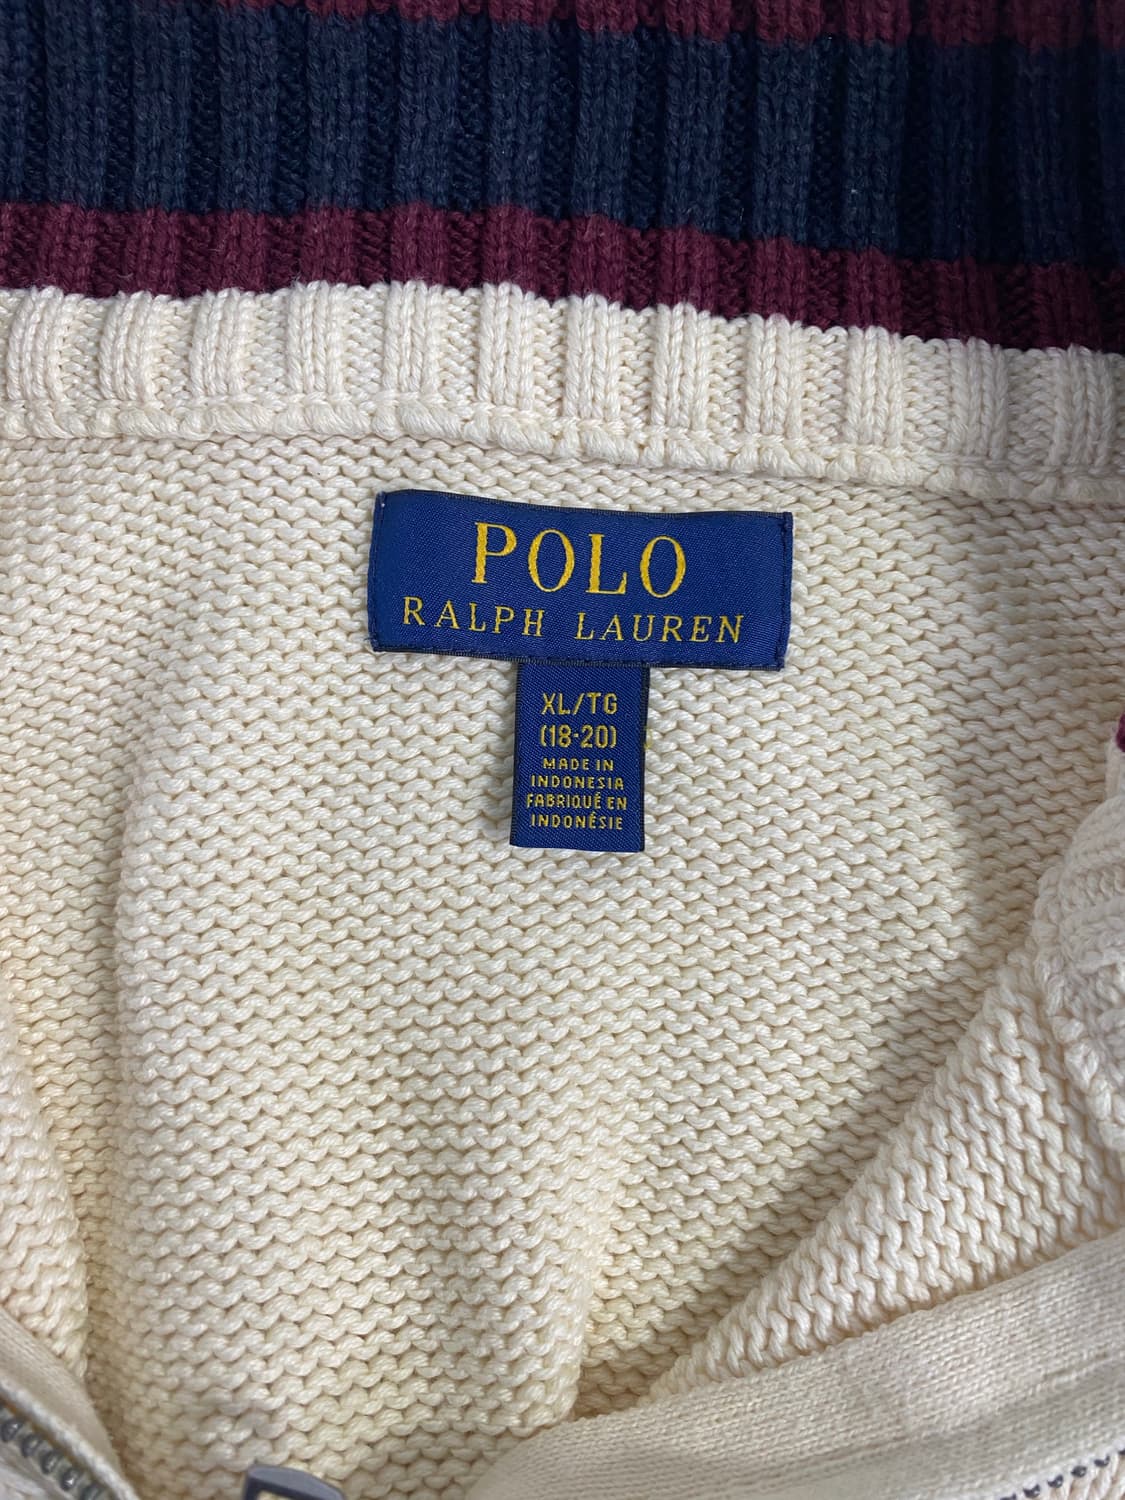 POLO
RALPH LAUREN
XL/TG
(18-20)
MADE IN
INDONESIA
FABRIQUÉ EN
INDONÉSIE